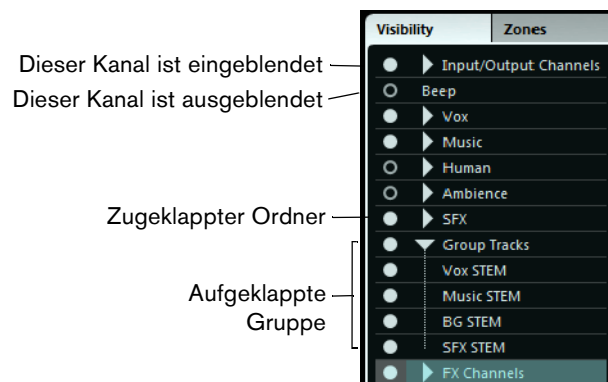 Visibility Zones
Dieser Kanal ist eingeblendet Input/Output Channels
Dieser Kanal ist ausgeblendet Beep
Vox
Music
Human
Ambience
Zugeklappter Ordner SFX
Group Tracks
Vox STEM
Aufgeklappte Music STEM
Gruppe BG STEM
SFX STEM
FX Channels